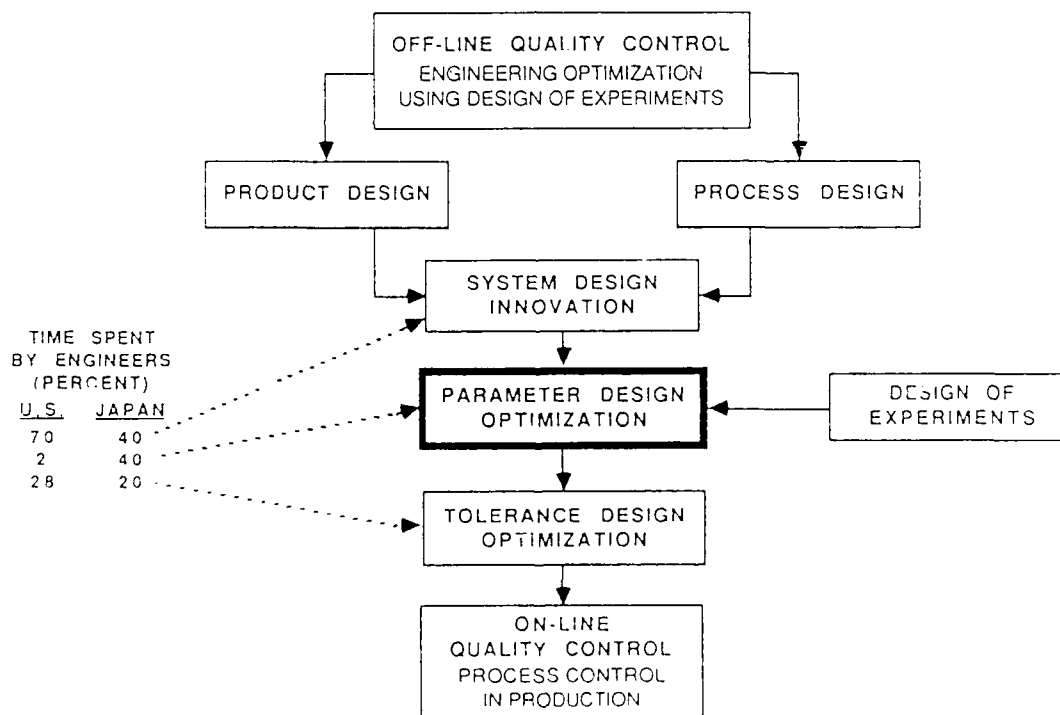 OFF-LINE QUALITY CONTROL
ENGINEERING OPTIMIZATION
USING DESIGN OF EXPERIMENTS
PRODUCT DESIGN
PROCESS DESIGN
SYSTEM DESIGN
INNOVATION
TIME SPENT
BY ENGINEERS
(PERCENT)
U.S. JAPAN
70 40
2 40
28 20
PARAMETER DESIGN
OPTIMIZATION
DESIGN OF
EXPERIMENTS
TOLERANCE DESIGN
OPTIMIZATION
ON-LINE
QUALITY CONTROL
PROCESS CONTROL
IN PRODUCTION